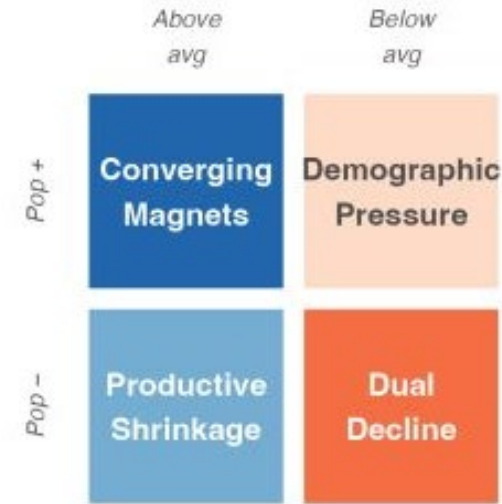 Above
avg
Below
avg
Pop +
Converging
Magnets
Demographic
Pressure
Pop −
Productive
Shrinkage
Dual
Decline